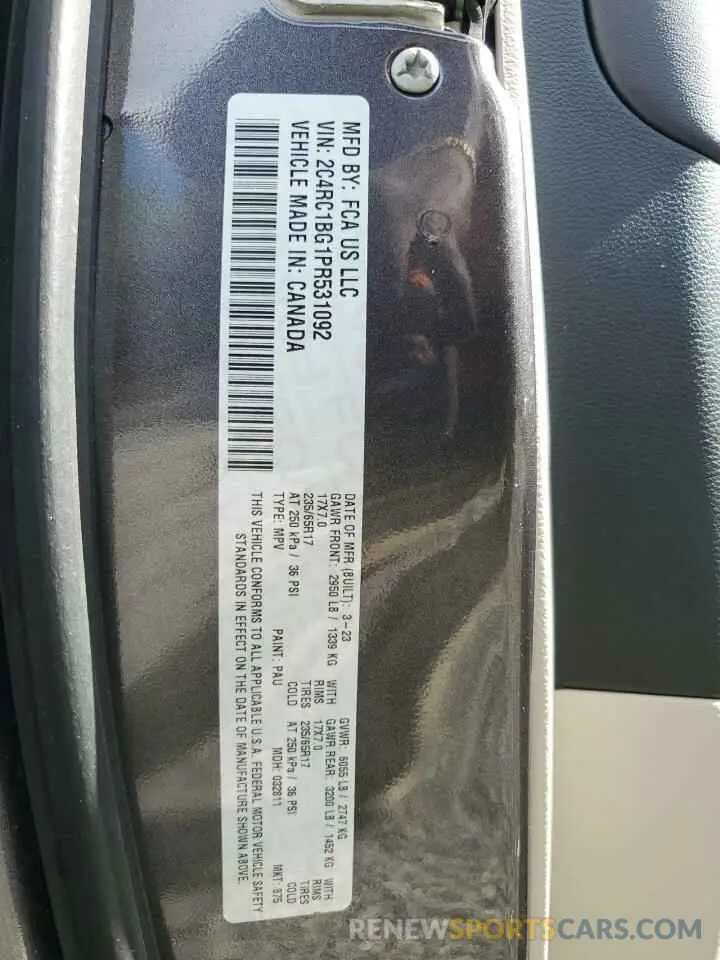 MFD BY: FCA US LLC
VIN: 2C4RC1BG1PR531092
VEHICLE MADE IN: CANADA
DATE OF MFR (BUILT): 3-23 GVWR: 6055 LB / 2747 KG
GAWR FRONT: 2950 LB / 1339 KG WITH GAWR REAR: 3200 LB / 1452 KG WITH
17X7.0 RIMS 17X7.0 RIMS
235/65R17 TIRES 235/65R17 TIRES
AT 250 kPa / 36 PSI COLD AT 250 kPa / 36 PSI COLD
TYPE: MPV PAINT: PAU MDH: 032811 MKT: 875
THIS VEHICLE CONFORMS TO ALL APPLICABLE U.S.A. FEDERAL MOTOR VEHICLE SAFETY
STANDARDS IN EFFECT ON THE DATE OF MANUFACTURE SHOWN ABOVE.
RENEWSPORTSCARS.COM